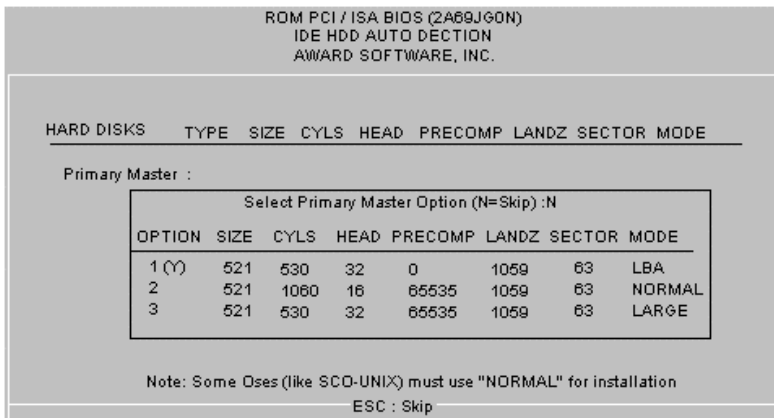 ROM PCI / ISA BIOS (2A69JG0N)
IDE HDD AUTO DECTION
AWARD SOFTWARE, INC.
HARD DISKS TYPE SIZE CYLS HEAD PRECOMP LANDZ SECTOR MODE
Primary Master :
Select Primary Master Option (N=Skip) :N
OPTION SIZE CYLS HEAD PRECOMP LANDZ SECTOR MODE
1 (Y) 521 530 32 0 1059 63 LBA
2 521 1060 16 65535 1059 63 NORMAL
3 521 530 32 65535 1059 63 LARGE
Note: Some Oses (like SCO-UNIX) must use "NORMAL" for installation
ESC : Skip